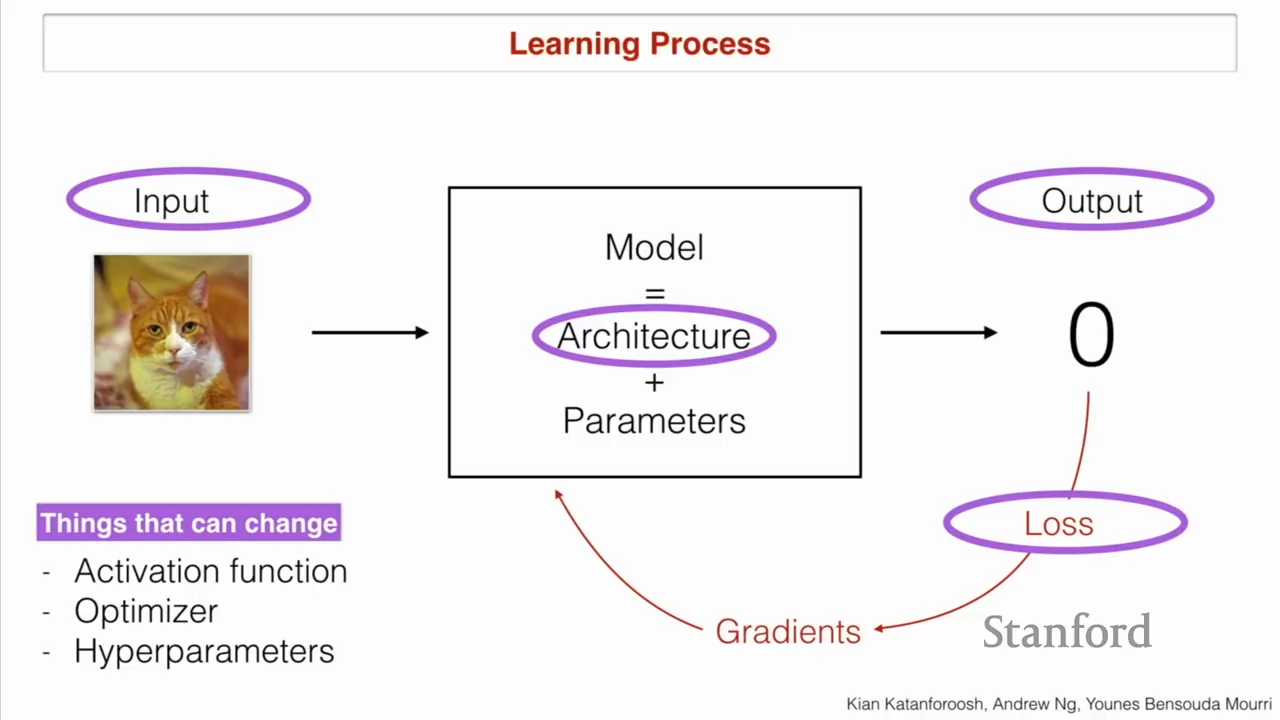 Learning Process
Input
Output
Model
=
Architecture
+
Parameters
0
Things that can change
- Activation function
- Optimizer
- Hyperparameters
Loss
Gradients
Stanford
Kian Katanforoosh, Andrew Ng, Younes Bensouda Mourri